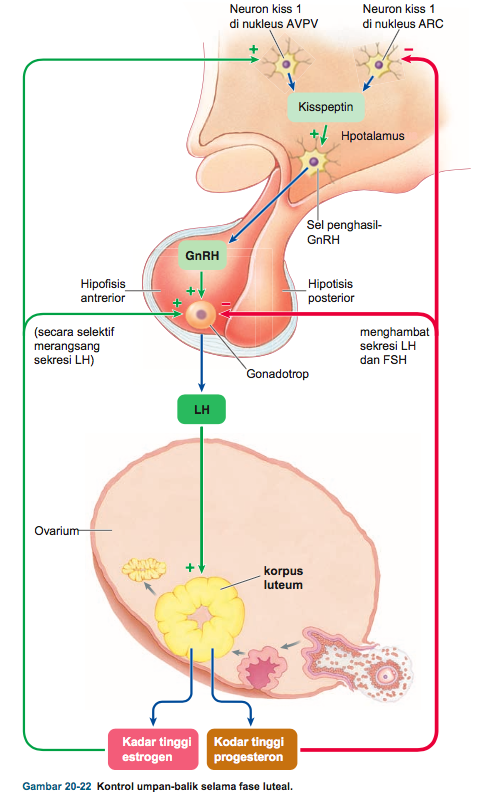 Neuron kiss 1
di nukleus AVPV
Neuron kiss 1
di nukleus ARC
+
–
Kisspeptin
+
Hpotalamus
Sel penghasil-
GnRH
GnRH
Hipofisis
antrerior
Hipotisis
posterior
+
+
–
(secara selektif
merangsang
sekresi LH)
menghambat
sekresi LH
dan FSH
Gonadotrop
LH
Ovarium
+
korpus
luteum
Kadar tinggi
estrogen
Kodar tinggi
progesteron
Gambar 20-22 Kontrol umpan-balik selama fase luteal.